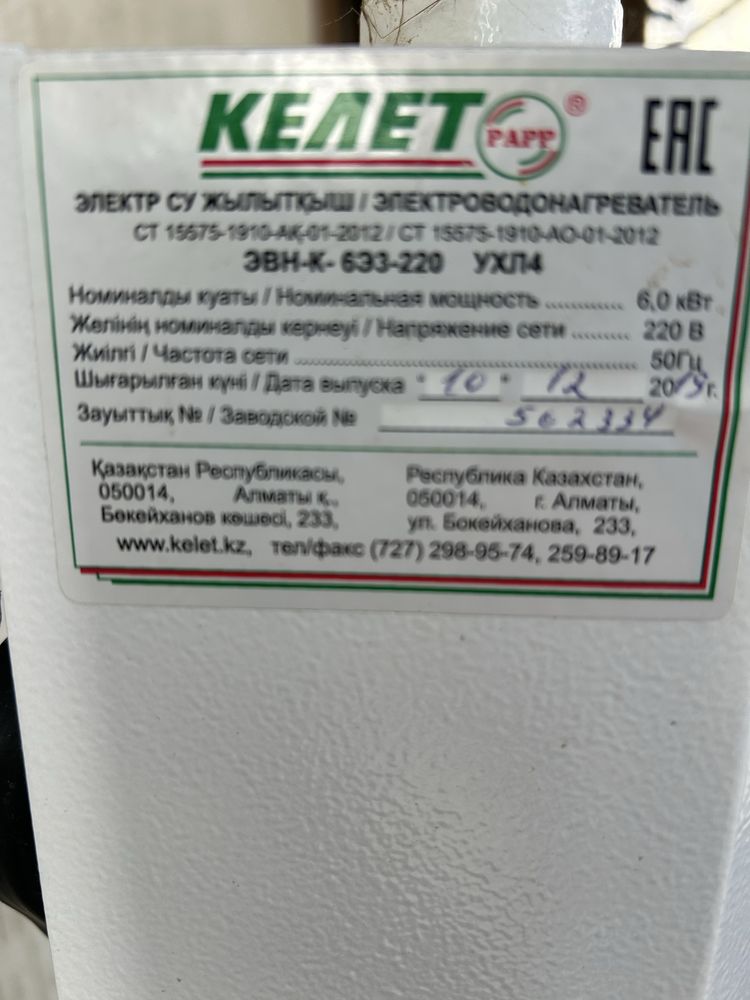 КЕЛЕТ PAPP ® EAC
ЭЛЕКТР СУ ЖЫЛЫТҚЫШ / ЭЛЕКТРОВОДОНАГРЕВАТЕЛЬ
СТ 15575-1910-АҚ-01-2012 / СТ 15575-1910-АО-01-2012
ЭВН-К- 6Э3-220 УХЛ4
Номиналды қуаты / Номинальная мощность ............ 6,0 кВт
Желінің номиналды кернеуі / Напряжение сети ......... 220 В
Жиілгі / Частота сети ........................................................ 50Гц
Шығарылған күні / Дата выпуска "10" 12 2019г.
Зауыттық № / Заводской № 562334
Қазақстан Республикасы,
050014, Алматы қ.,
Бөкейханов көшесі, 233,
Республика Казахстан,
050014, г. Алматы,
ул. Бокейханова, 233,
www.kelet.kz, тел/факс (727) 298-95-74, 259-89-17